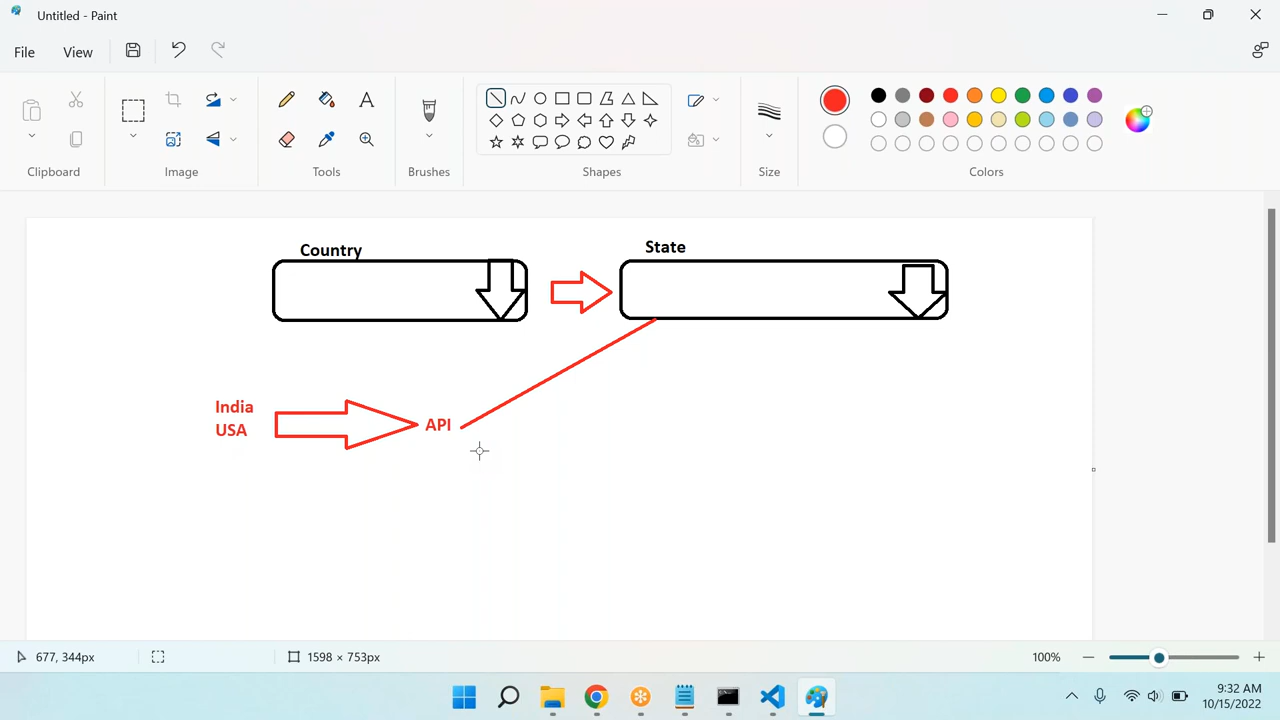 Untitled - Paint
File View
Clipboard Image Tools Brushes Shapes Size Colors
Country State
India
USA API
677, 344px 1598 × 753px 100%
9:32 AM
10/15/2022